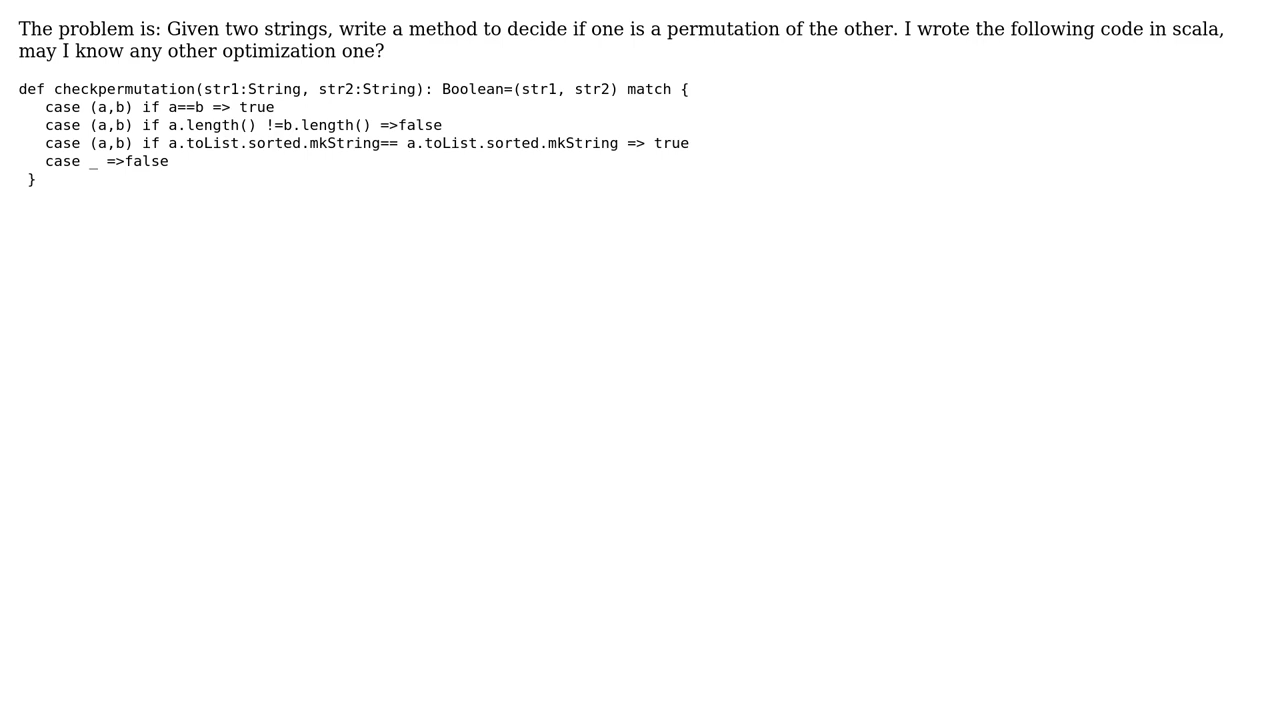 The problem is: Given two strings, write a method to decide if one is a permutation of the other. I wrote the following code in scala,
may I know any other optimization one?
def checkpermutation(str1:String, str2:String): Boolean=(str1, str2) match {
   case (a,b) if a==b => true
   case (a,b) if a.length() !=b.length() =>false
   case (a,b) if a.toList.sorted.mkString== a.toList.sorted.mkString => true
   case _ =>false
 }